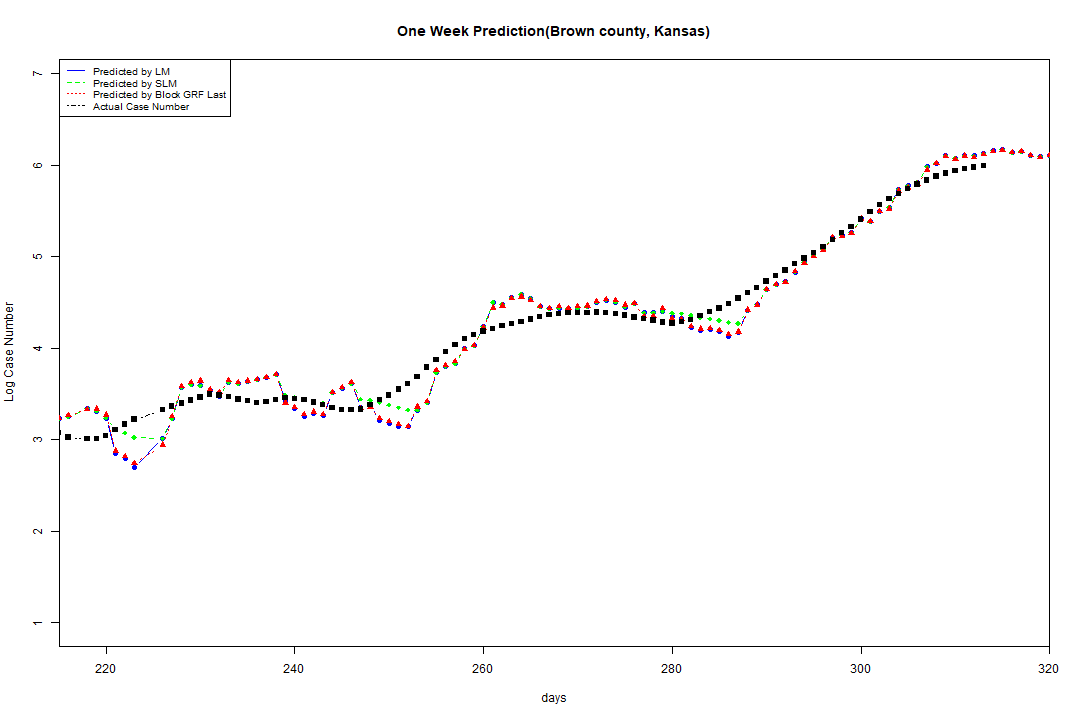 One Week Prediction(Brown county, Kansas)
Predicted by LM
Predicted by SLM
Predicted by Block GRF Last
Actual Case Number
7
6
5
4
3
2
1
Log Case Number
220 240 260 280 300 320
days